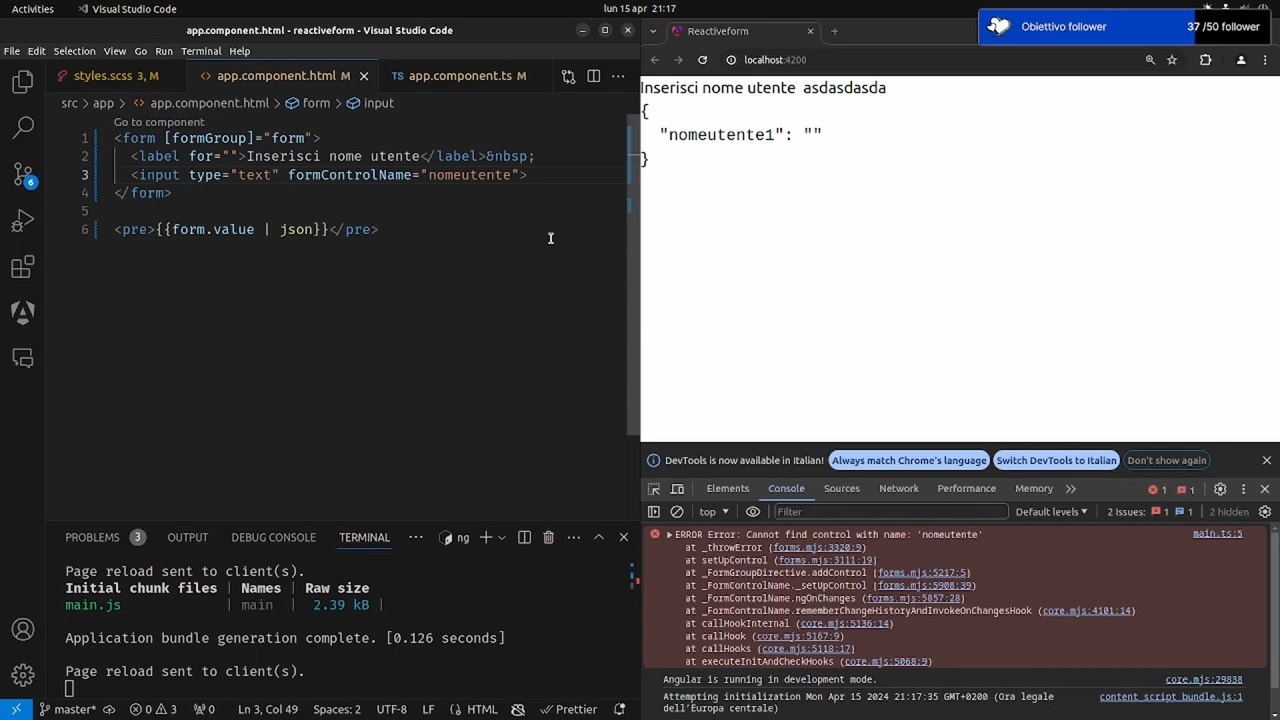 Activities
Visual Studio Code
lun 15 apr 21:17
app.component.html - reactiveform - Visual Studio Code
File Edit Selection View Go Run Terminal Help
styles.scss 3, M
app.component.html M
TS app.component.ts M
src > app > app.component.html > form > input
Go to component
1 <form [formGroup]="form">
2 <label for="">Inserisci nome utente</label>&nbsp;
3 <input type="text" formControlName="nomeutente">
4 </form>
5
6 <pre>{{form.value | json}}</pre>
6
PROBLEMS 3 OUTPUT DEBUG CONSOLE TERMINAL ng
Page reload sent to client(s).
Initial chunk files | Names | Raw size
main.js | main | 2.39 kB |
Application bundle generation complete. [0.126 seconds]
Page reload sent to client(s).
master* 0 3 0 Ln 3, Col 49 Spaces: 2 UTF-8 LF HTML Prettier
Reactiveform
Obiettivo follower 37 /50 follower
localhost:4200
Inserisci nome utente asdasdasda
{
"nomeutente1": ""
}
DevTools is now available in Italian! Always match Chrome's language Switch DevTools to Italian Don't show again
Elements Console Sources Network Performance Memory 1 1
top Filter Default levels 2 Issues: 1 1 2 hidden
ERROR Error: Cannot find control with name: 'nomeutente' main.ts:5
at _throwError (forms.mjs:3320:9)
at setUpControl (forms.mjs:3111:19)
at _FormGroupDirective.addControl (forms.mjs:5217:5)
at _FormControlName._setUpControl (forms.mjs:5908:39)
at _FormControlName.ngOnChanges (forms.mjs:5857:28)
at _FormControlName.rememberChangeHistoryAndInvokeOnChangesHook (core.mjs:4101:14)
at callHookInternal (core.mjs:5136:14)
at callHook (core.mjs:5167:9)
at callHooks (core.mjs:5118:17)
at executeInitAndCheckHooks (core.mjs:5068:9)
Angular is running in development mode. core.mjs:29838
Attempting initialization Mon Apr 15 2024 21:17:35 GMT+0200 (Ora legale content_script_bundle.js:1
dell'Europa centrale)